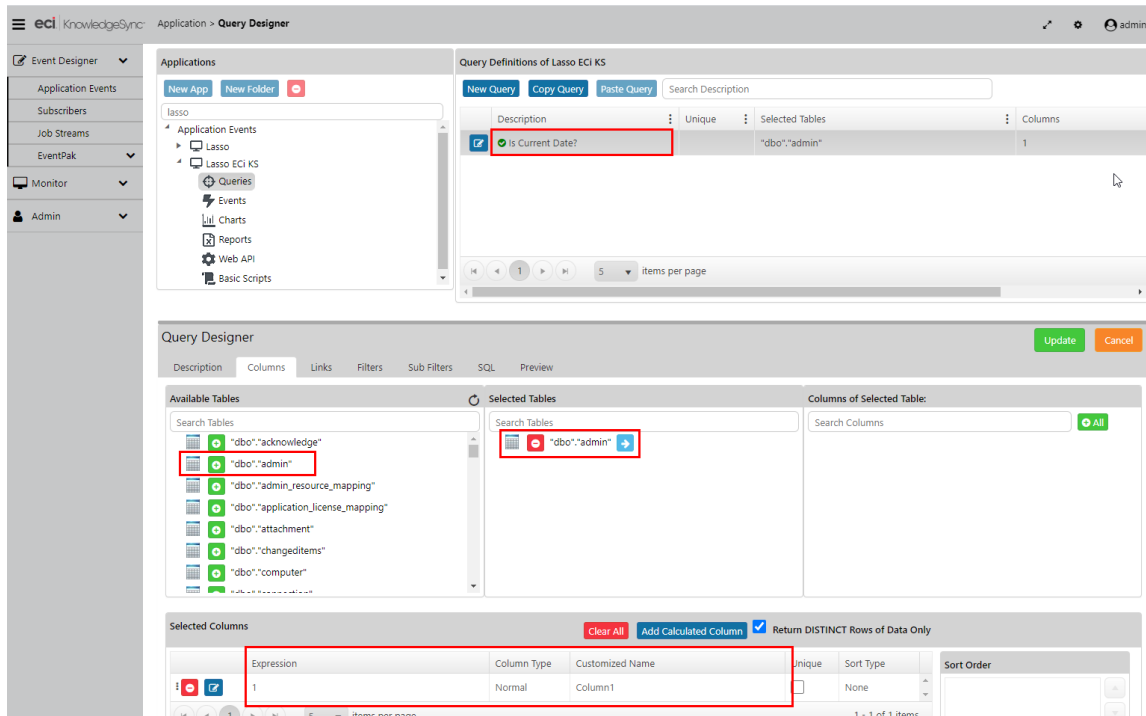 eci KnowledgeSync Application > Query Designer admin
Event Designer
Application Events
Subscribers
Job Streams
EventPak
Monitor
Admin
Applications
New App New Folder
lasso
Application Events
Lasso
Lasso ECi KS
Queries
Events
Charts
Reports
Web API
Basic Scripts
Query Definitions of Lasso ECi KS
New Query Copy Query Paste Query Search Description
Description Unique Selected Tables Columns
Is Current Date? "dbo"."admin" 1
1 5 items per page
Query Designer Update Cancel
Description Columns Links Filters Sub Filters SQL Preview
Available Tables
Search Tables
"dbo"."acknowledge"
"dbo"."admin"
"dbo"."admin_resource_mapping"
"dbo"."application_license_mapping"
"dbo"."attachment"
"dbo"."changeditems"
"dbo"."computer"
Selected Tables
Search Tables
"dbo"."admin"
Columns of Selected Table:
Search Columns All
Selected Columns Clear All Add Calculated Column Return DISTINCT Rows of Data Only
Expression Column Type Customized Name Unique Sort Type Sort Order
1 Normal Column1 None
1 5 items per page 1 - 1 of 1 items